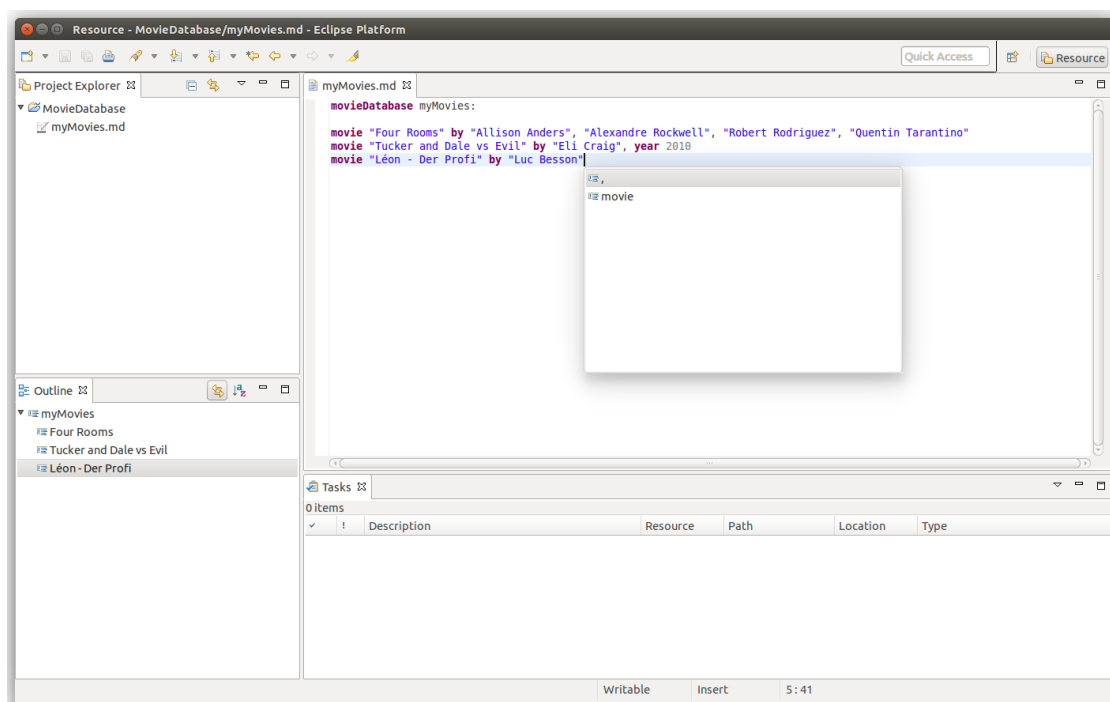 Resource - MovieDatabase/myMovies.md - Eclipse Platform
Quick Access
Resource
Project Explorer
MovieDatabase
myMovies.md
myMovies.md
movieDatabase myMovies:
movie "Four Rooms" by "Allison Anders", "Alexandre Rockwell", "Robert Rodriguez", "Quentin Tarantino"
movie "Tucker and Dale vs Evil" by "Eli Craig", year 2010
movie "Léon - Der Profi" by "Luc Besson"
,
movie
Outline
myMovies
Four Rooms
Tucker and Dale vs Evil
Léon - Der Profi
Tasks
0 items
! Description Resource Path Location Type
Writable Insert 5:41